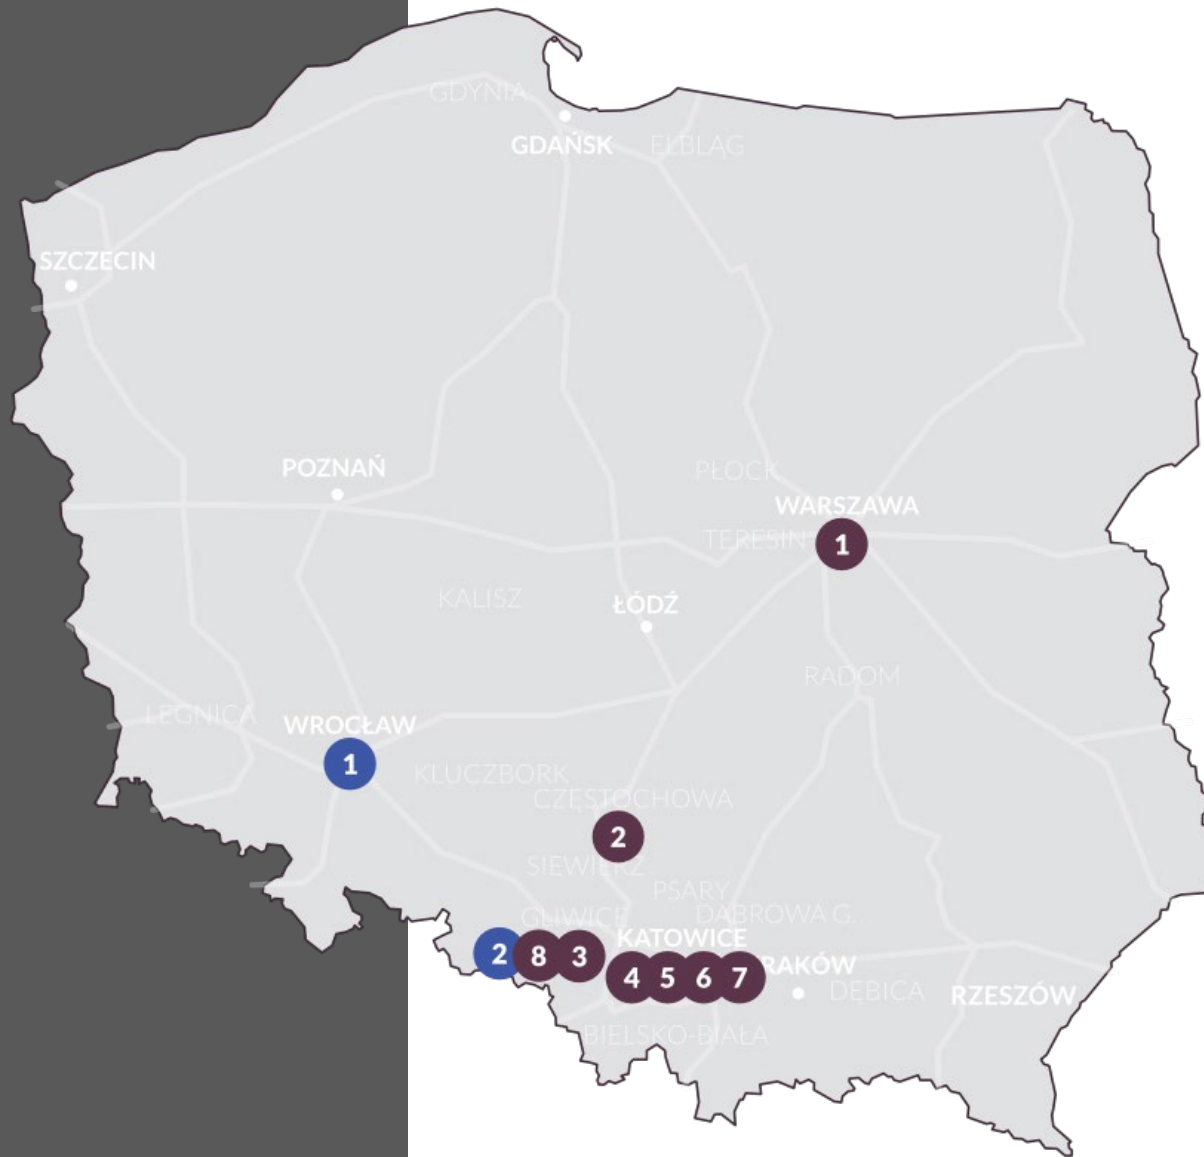 GDYNIA
GDAŃSK
ELBLĄG
SZCZECIN
POZNAŃ
PŁOCK
WARSZAWA
TERESIN
1
KALISZ
ŁÓDŹ
RADOM
LEGNICA
WROCŁAW
1
KLUCZBORK
CZĘSTOCHOWA
2
SIEWIERZ
PSARY
GLIWICE
DĄBROWA G.
KATOWICE
2 8 3
RAKÓW
4 5 6 7
DĘBICA
RZESZÓW
BIELSKO-BIAŁA